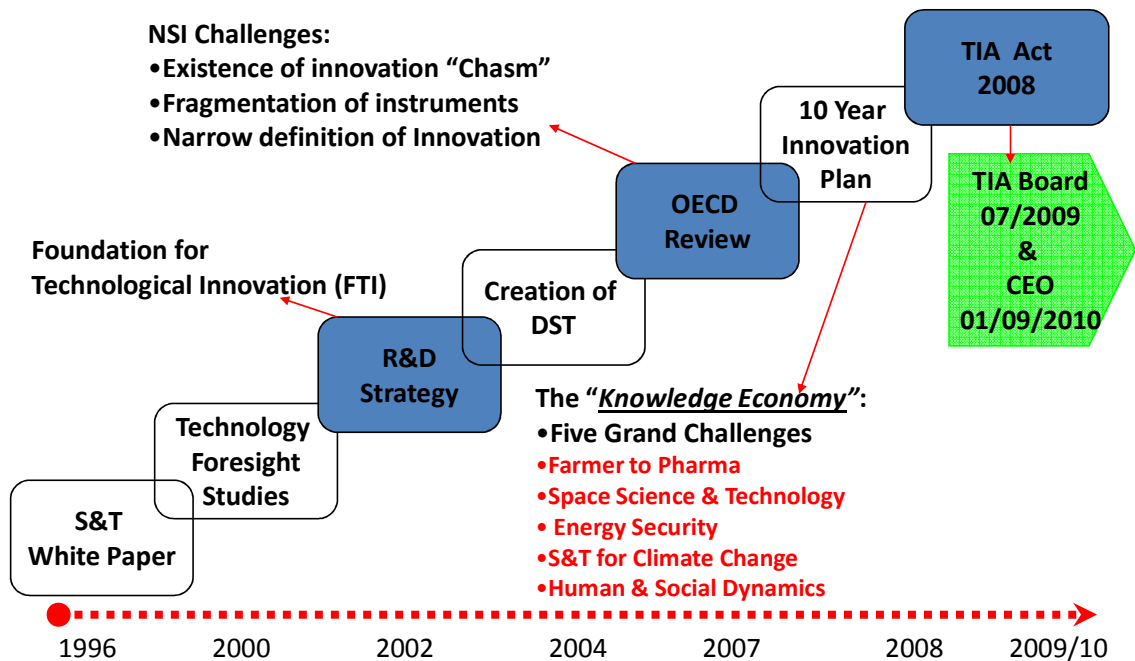 NSI Challenges:
•Existence of innovation “Chasm”
•Fragmentation of instruments
•Narrow definition of Innovation
TIA Act
2008
10 Year
Innovation
Plan
TIA Board
07/2009
&
CEO
01/09/2010
OECD
Review
Foundation for
Technological Innovation (FTI)
Creation of
DST
R&D
Strategy
The “Knowledge Economy”:
•Five Grand Challenges
•Farmer to Pharma
•Space Science & Technology
• Energy Security
•S&T for Climate Change
•Human & Social Dynamics
Technology
Foresight
Studies
S&T
White Paper
1996 2000 2002 2004 2007 2008 2009/10